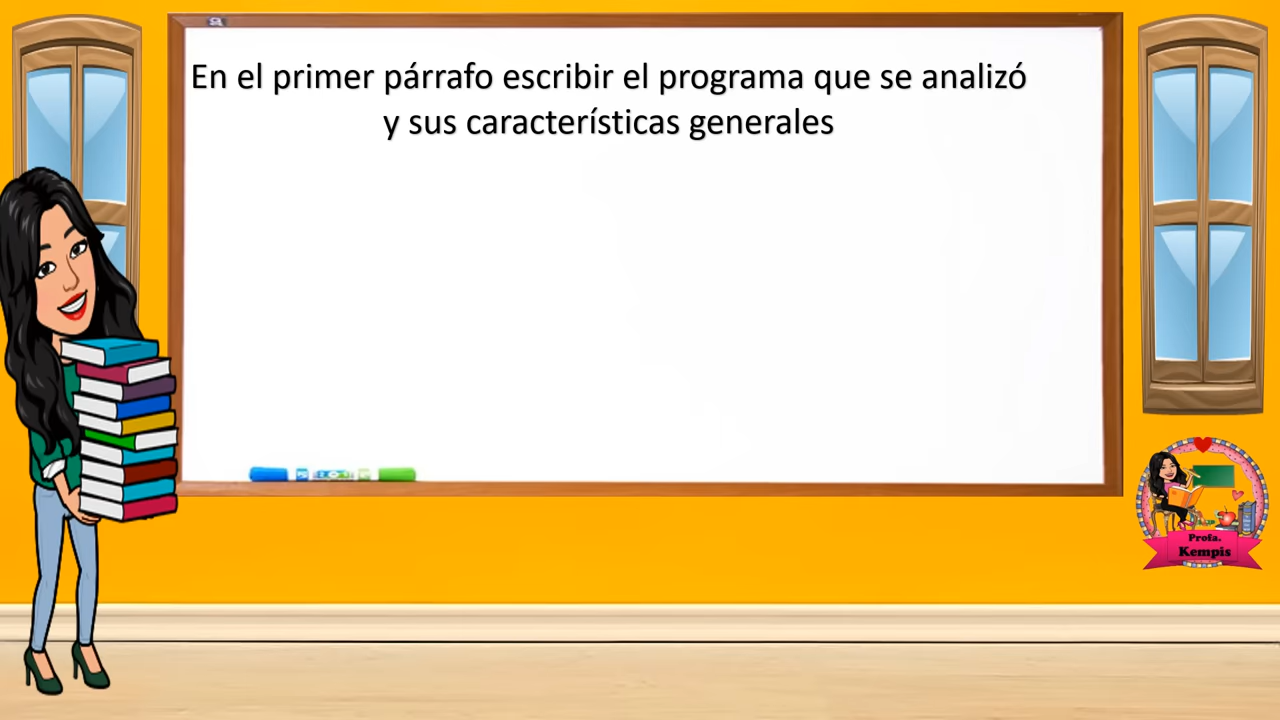 En el primer párrafo escribir el programa que se analizó
y sus características generales
Profa.
Kempis